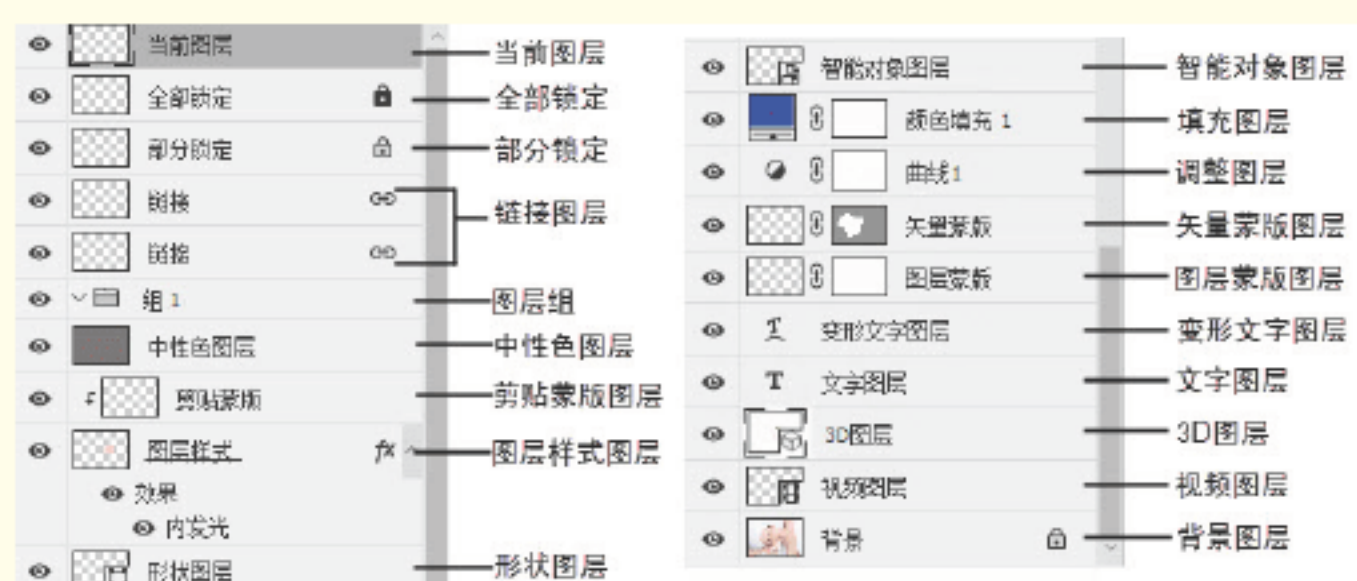 当前图层 当前图层
全部锁定 全部锁定
部分锁定 部分锁定
链接
链接图层
链接
组 1 图层组
中性色图层 中性色图层
剪贴蒙版 剪贴蒙版图层
图层样式 fx 图层样式图层
效果
内发光
形状图层 形状图层
智能对象图层 智能对象图层
颜色填充 1 填充图层
曲线 1 调整图层
矢量蒙版 矢量蒙版图层
图层蒙版 图层蒙版图层
T 变形文字图层 变形文字图层
T 文字图层 文字图层
3D图层 3D图层
视频图层 视频图层
背景 背景图层